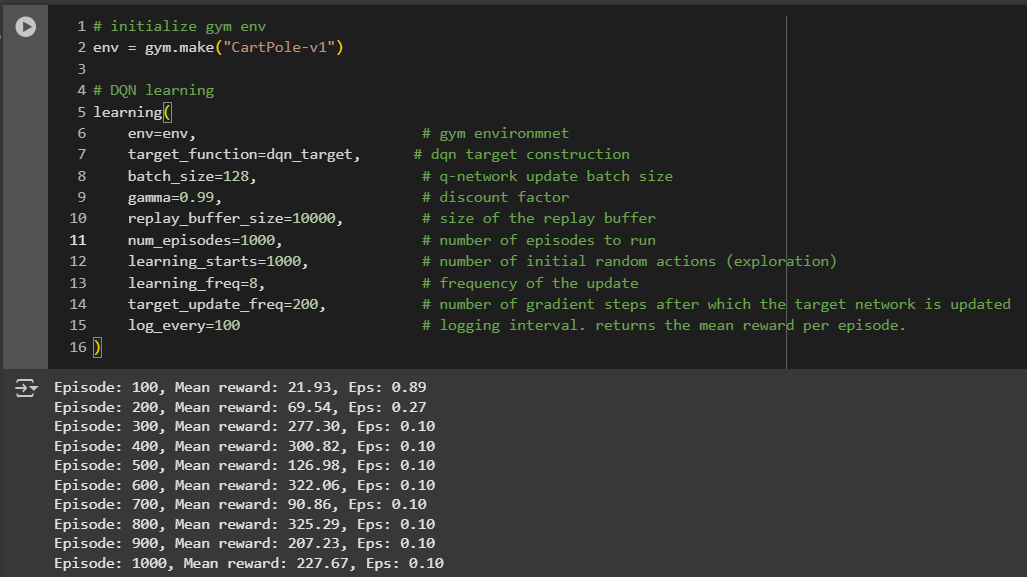 1 # initialize gym env
2 env = gym.make("CartPole-v1")
3
4 # DQN learning
5 learning(
6     env=env,                          # gym environmnet
7     target_function=dqn_target,      # dqn target construction
8     batch_size=128,                   # q-network update batch size
9     gamma=0.99,                       # discount factor
10     replay_buffer_size=10000,         # size of the replay buffer
11     num_episodes=1000,                # number of episodes to run
12     learning_starts=1000,             # number of initial random actions (exploration)
13     learning_freq=8,                  # frequency of the update
14     target_update_freq=200,           # number of gradient steps after which the target network is updated
15     log_every=100                     # logging interval. returns the mean reward per episode.
16 )
Episode: 100, Mean reward: 21.93, Eps: 0.89
Episode: 200, Mean reward: 69.54, Eps: 0.27
Episode: 300, Mean reward: 277.30, Eps: 0.10
Episode: 400, Mean reward: 300.82, Eps: 0.10
Episode: 500, Mean reward: 126.98, Eps: 0.10
Episode: 600, Mean reward: 322.06, Eps: 0.10
Episode: 700, Mean reward: 90.86, Eps: 0.10
Episode: 800, Mean reward: 325.29, Eps: 0.10
Episode: 900, Mean reward: 207.23, Eps: 0.10
Episode: 1000, Mean reward: 227.67, Eps: 0.10